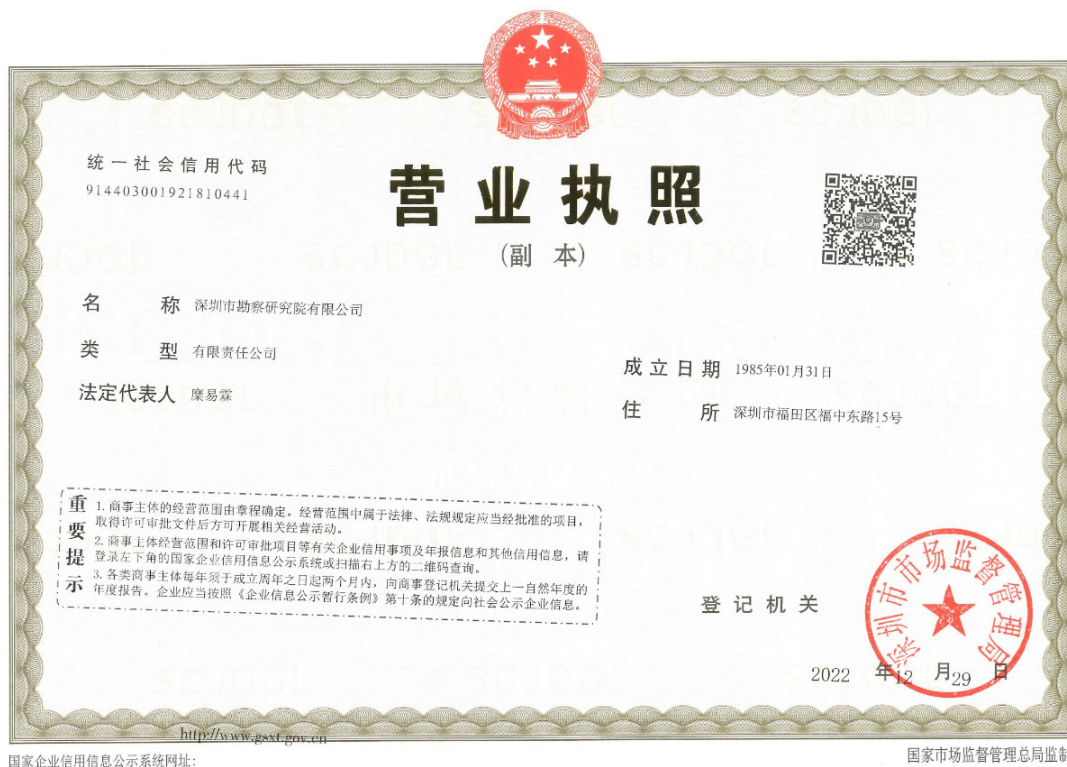 统一社会信用代码
914403001921810441
营业执照
(副 本)
名 称 深圳市勘察研究院有限公司
类 型 有限责任公司
法定代表人 糜易霖
成立日期 1985年01月31日
住 所 深圳市福田区福中东路15号
重要提示
1. 商事主体的经营范围由章程确定。经营范围中属于法律、法规规定应当经批准的项目，
取得许可审批文件后方可开展相关经营活动。
2. 商事主体经营范围和许可审批项目等有关企业信用事项及年报信息和其他信用信息，请
登录左下角的国家企业信用信息公示系统或扫描右上方的二维码查询。
3. 各类商事主体每年须于成立周年之日起两个月内，向商事登记机关提交上一自然年度的
年度报告。企业应当按照《企业信息公示暂行条例》第十条的规定向社会公示企业信息。
登记机关
深圳市市场监督管理局
2022 年12 月29 日
http://www.gsxt.gov.cn
国家企业信用信息公示系统网址：
国家市场监督管理总局监制